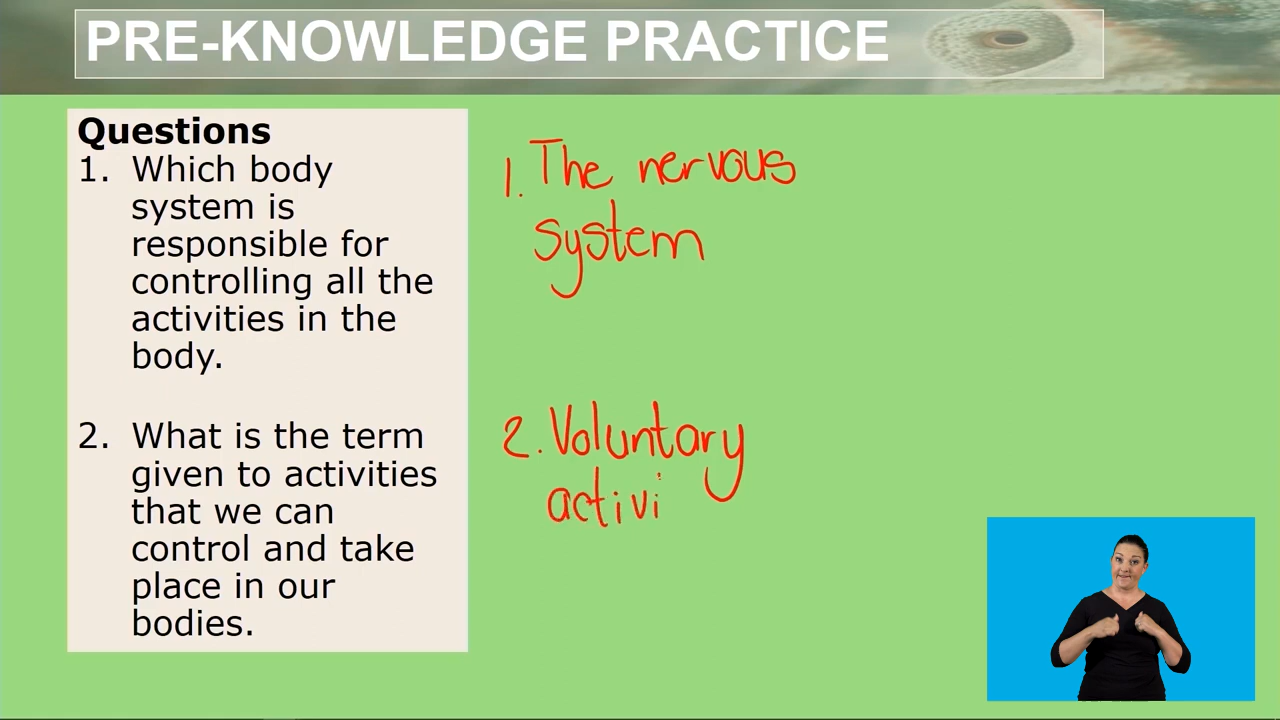 PRE-KNOWLEDGE PRACTICE
Questions
1. Which body
system is
responsible for
controlling all the
activities in the
body.
2. What is the term
given to activities
that we can
control and take
place in our
bodies.
1. The nervous
system
2. Voluntary
activi